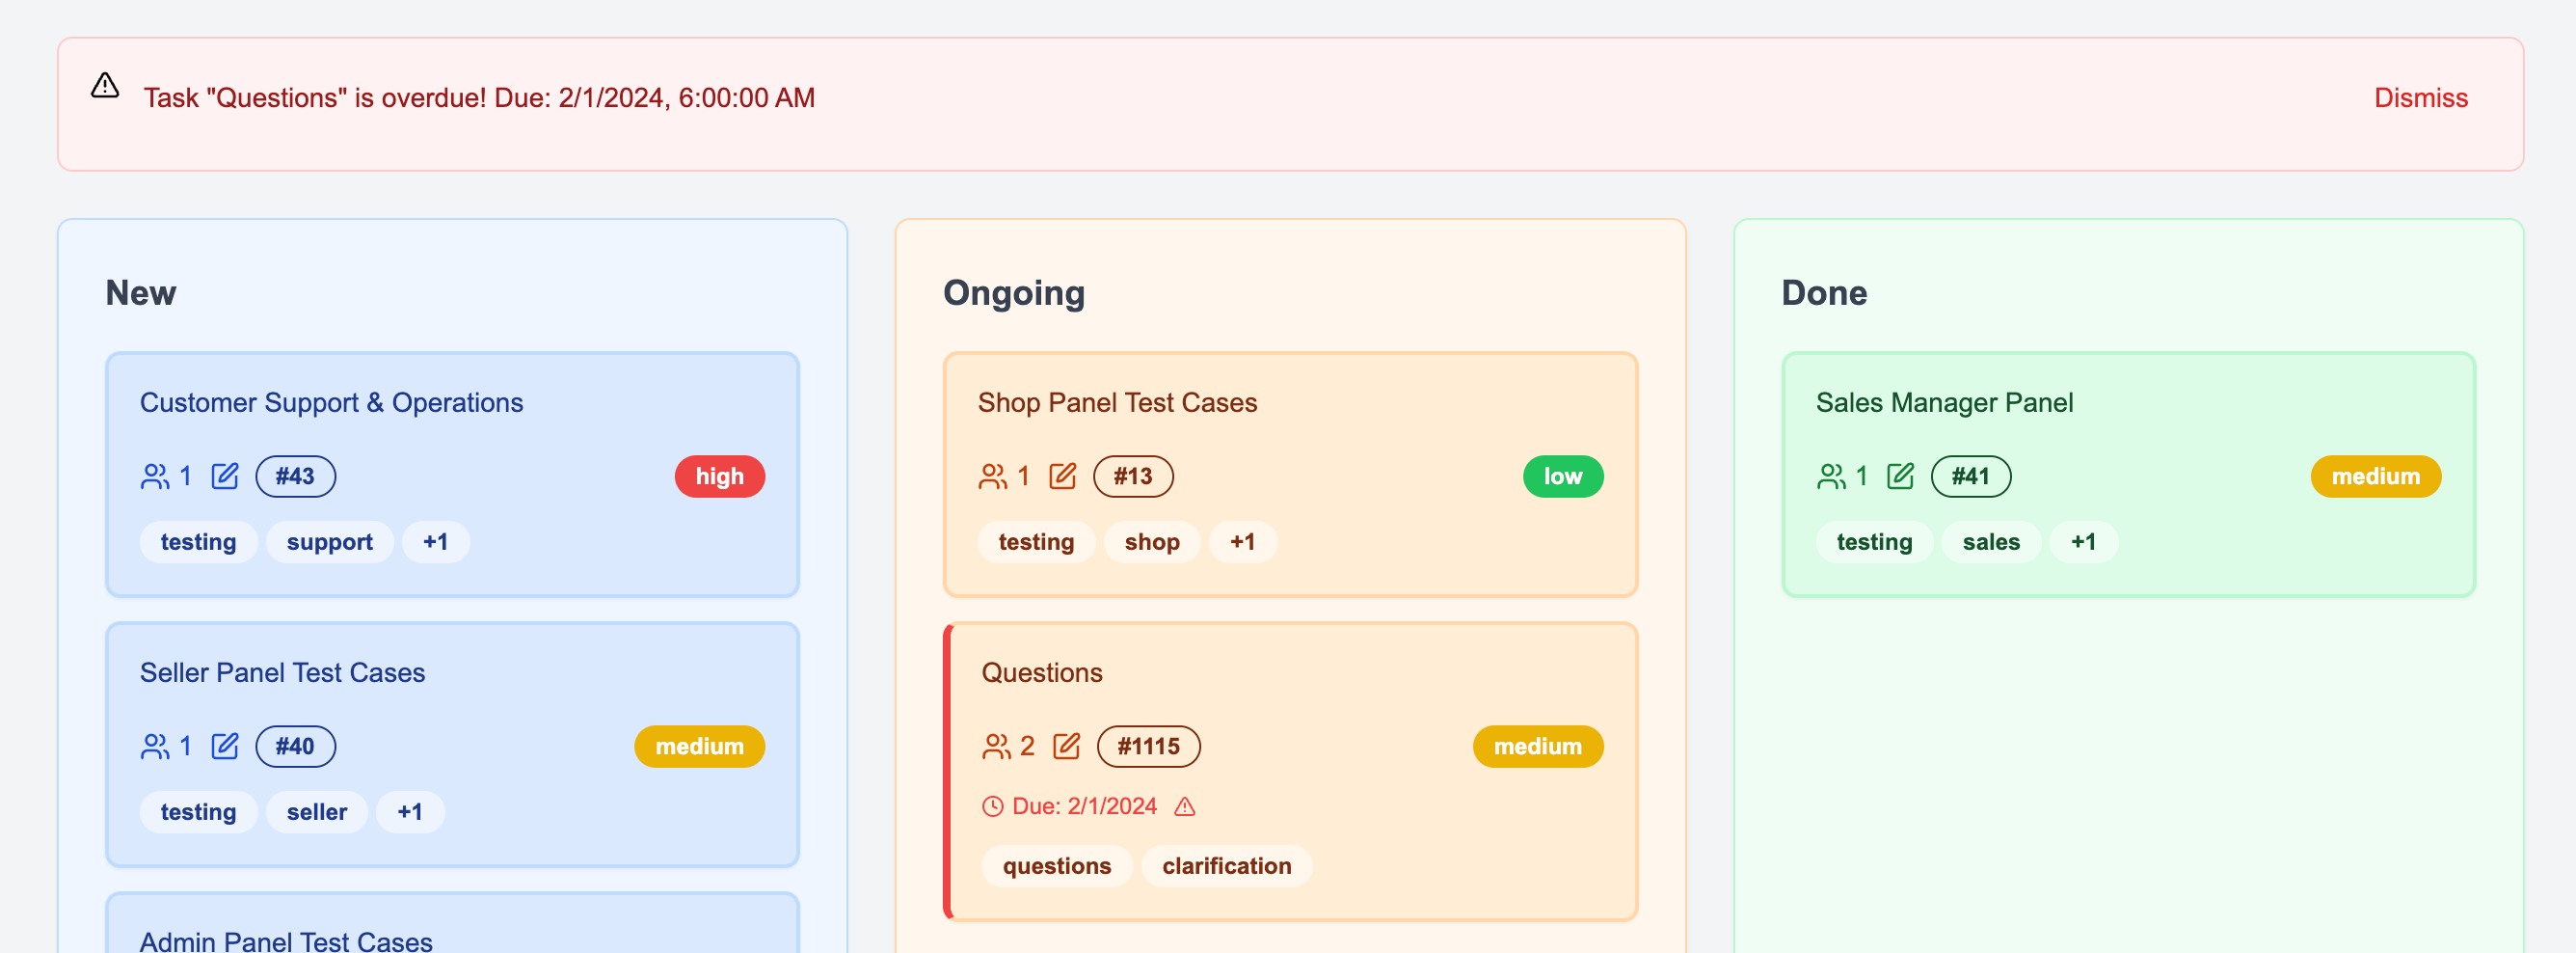 Task "Questions" is overdue! Due: 2/1/2024, 6:00:00 AM
Dismiss
New
Customer Support & Operations
1 #43 high
testing support +1
Seller Panel Test Cases
1 #40 medium
testing seller +1
Admin Panel Test Cases
Ongoing
Shop Panel Test Cases
1 #13 low
testing shop +1
Questions
2 #1115 medium
Due: 2/1/2024
questions clarification
Done
Sales Manager Panel
1 #41 medium
testing sales +1